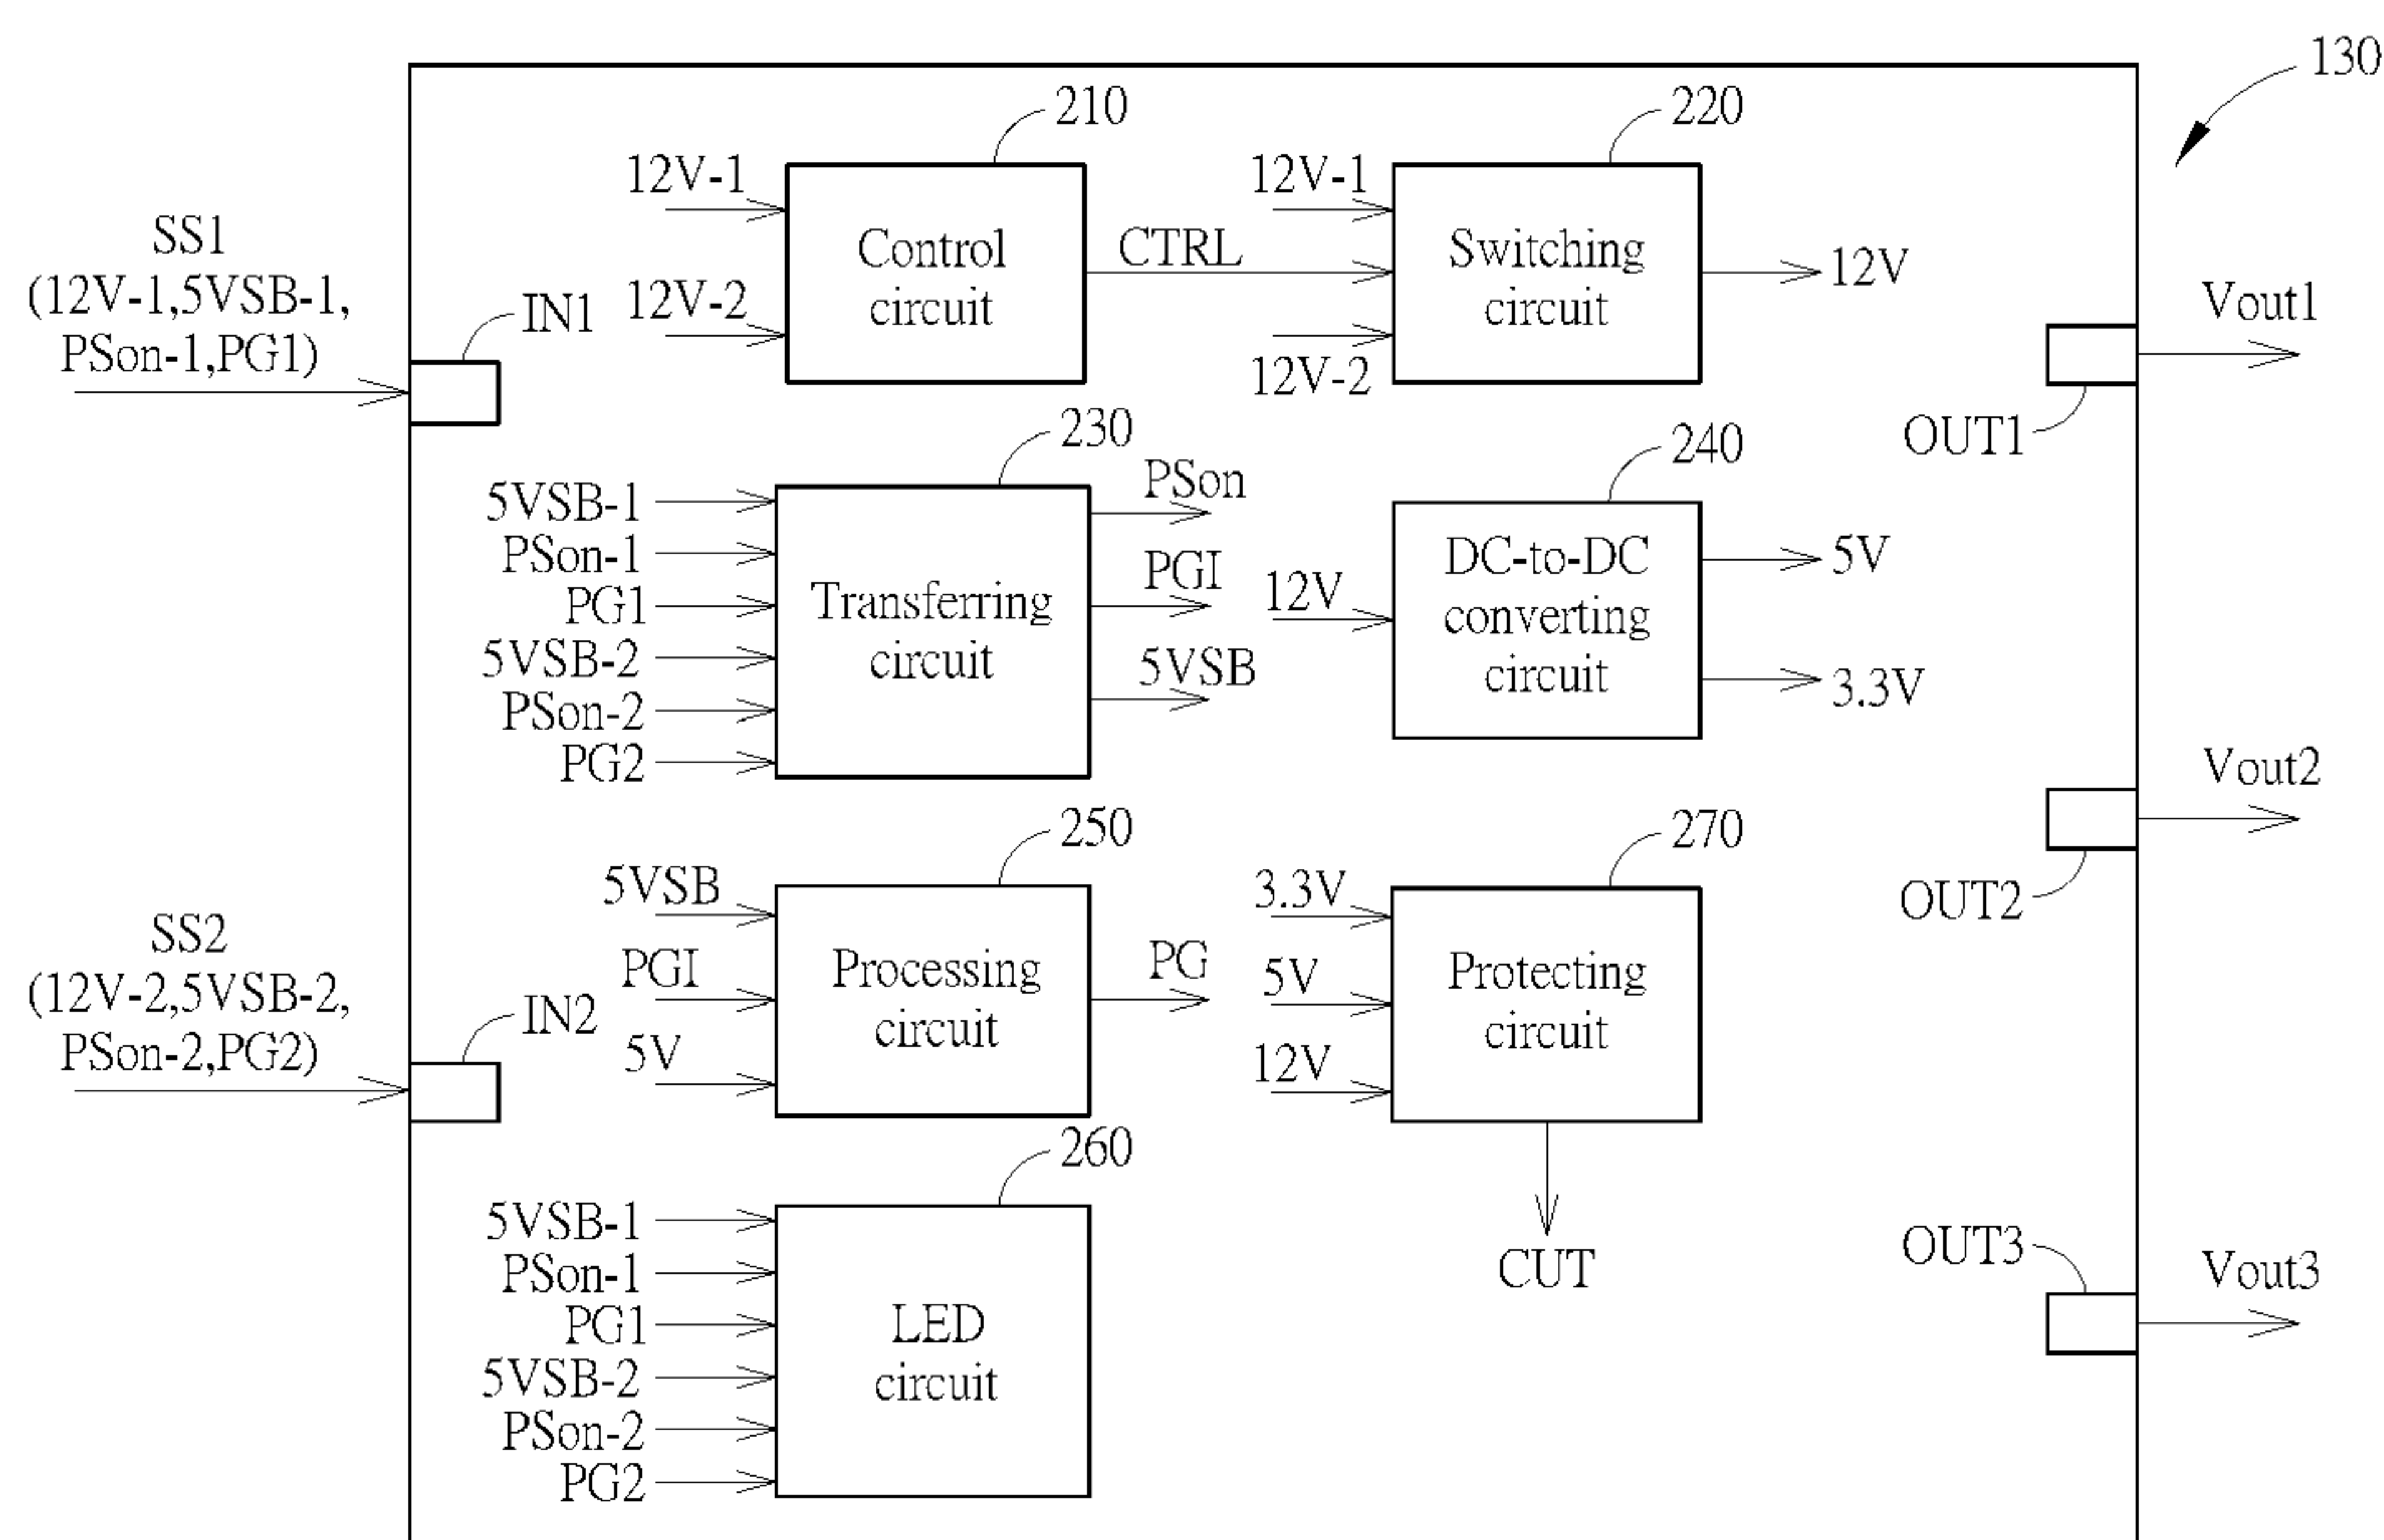 130
210
220
12V-1
12V-1
SS1
(12V-1,5VSB-1,
PSon-1,PG1)
IN1
Control
circuit
CTRL
Switching
circuit
12V
12V-2
12V-2
Vout1
OUT1
230
240
5VSB-1
PSon-1
PG1
5VSB-2
PSon-2
PG2
Transferring
circuit
PSon
PGI
5VSB
12V
DC-to-DC
converting
circuit
5V
3.3V
Vout2
OUT2
250
270
SS2
(12V-2,5VSB-2,
PSon-2,PG2)
IN2
5VSB
PGI
5V
Processing
circuit
PG
3.3V
5V
12V
Protecting
circuit
CUT
260
5VSB-1
PSon-1
PG1
5VSB-2
PSon-2
PG2
LED
circuit
OUT3
Vout3